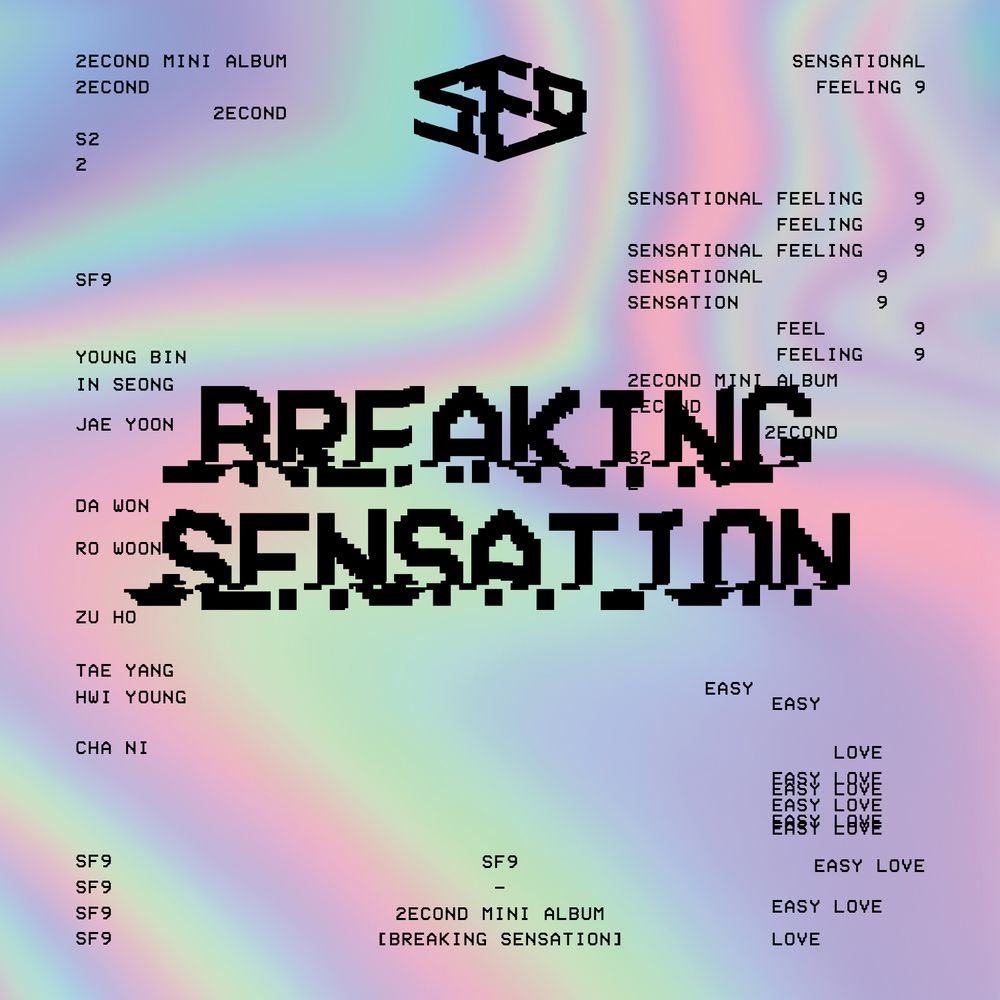 2ECOND MINI ALBUM
2ECOND
2ECOND
S2
2
SF9
SENSATIONAL
FEELING 9
SENSATIONAL FEELING 9
FEELING 9
SENSATIONAL FEELING 9
SENSATIONAL 9
SENSATION 9
FEEL 9
FEELING 9
2ECOND MINI ALBUM
2ECOND
2ECOND
S2
SF9
YOUNG BIN
IN SEONG
JAE YOON
DA WON
RO WOON
ZU HO
TAE YANG
HWI YOUNG
CHA NI
BREAKING
SENSATION
EASY
EASY
LOVE
EASY LOVE
EASY LOVE
EASY LOVE
EASY LOVE
EASY LOVE
EASY LOVE
EASY LOVE
LOVE
SF9
SF9
SF9
SF9
SF9
–
2ECOND MINI ALBUM
[BREAKING SENSATION]